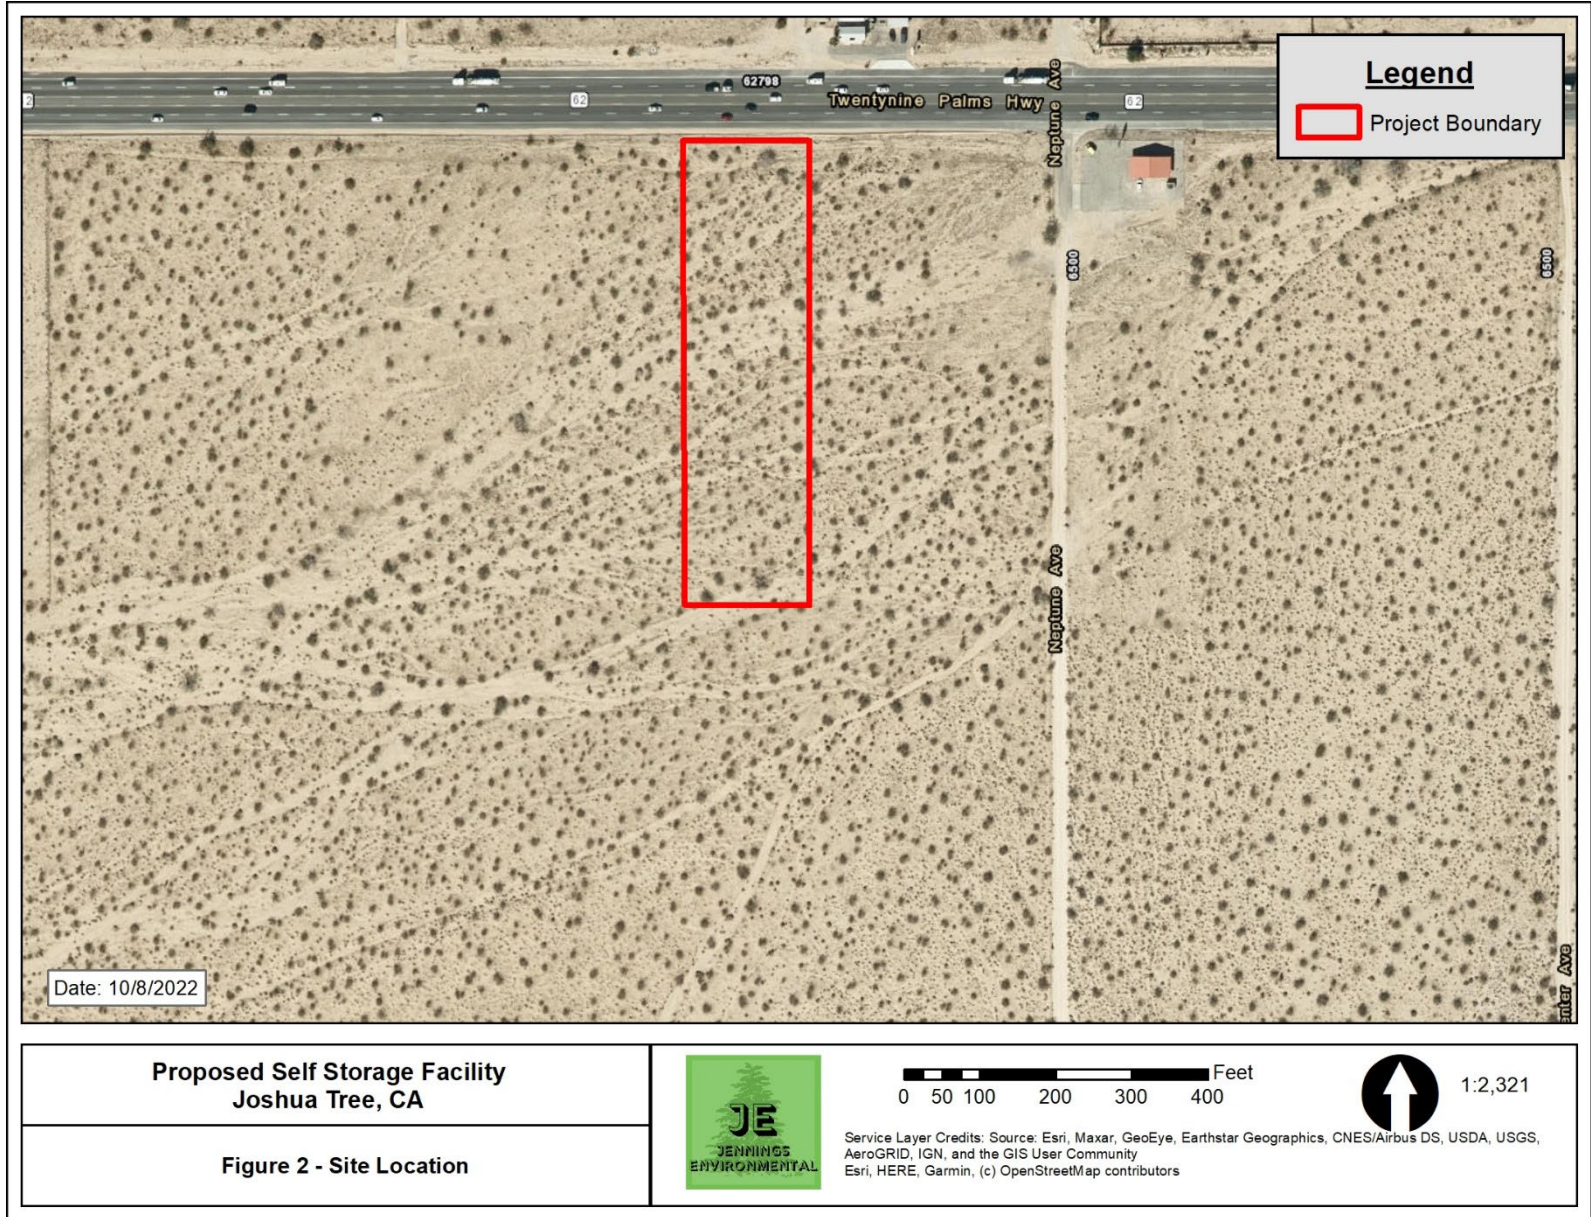 Legend
Project Boundary
62798
2
62
Twentynine Palms Hwy
62
Neptune Ave
6500
6500
Neptune Ave
enter Ave
Date: 10/8/2022
Proposed Self Storage Facility
Joshua Tree, CA
Figure 2 - Site Location
JE
JENNINGS
ENVIRONMENTAL
Feet
0 50 100 200 300 400
1:2,321
Service Layer Credits: Source: Esri, Maxar, GeoEye, Earthstar Geographics, CNES/Airbus DS, USDA, USGS,
AeroGRID, IGN, and the GIS User Community
Esri, HERE, Garmin, (c) OpenStreetMap contributors